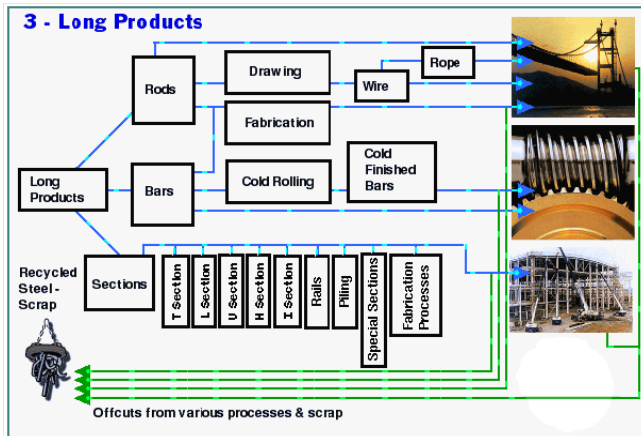 3 - Long Products
Rope
Drawing
Rods
Wire
Fabrication
Cold
Finished
Bars
Long
Products
Bars
Cold Rolling
Recycled
Steel -
Scrap
Sections
T Section
L Section
U Section
H Section
I Section
Rails
Piling
Special Sections
Fabrication
Processes
Offcuts from various processes & scrap